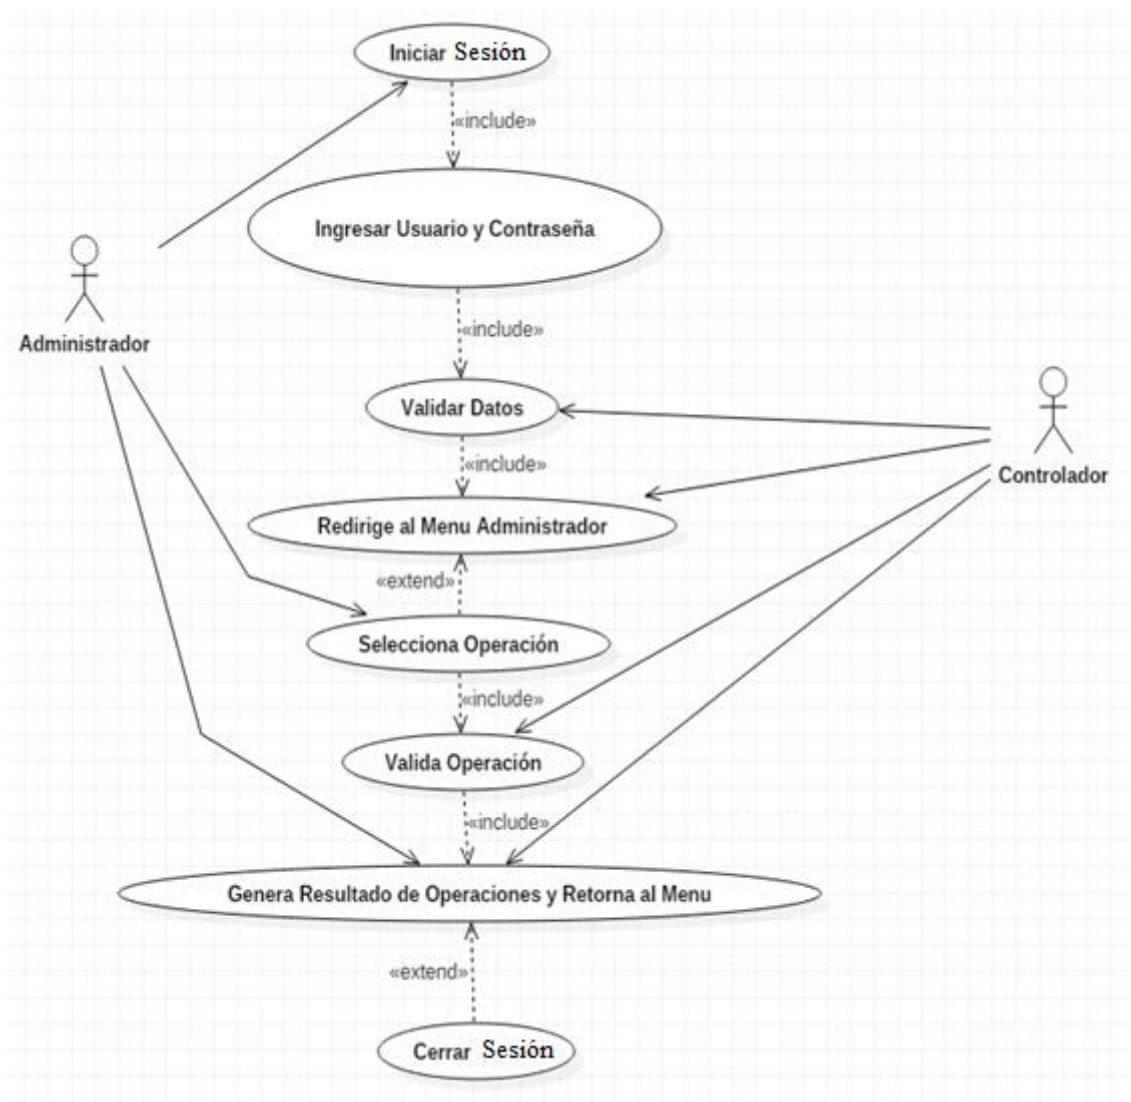 Iniciar Sesión
«include»
Ingresar Usuario y Contraseña
Administrador
«include»
Validar Datos
«include»
Controlador
Redirige al Menu Administrador
«extend»
Selecciona Operación
«include»
Valida Operación
«include»
Genera Resultado de Operaciones y Retorna al Menu
«extend»
Cerrar Sesión